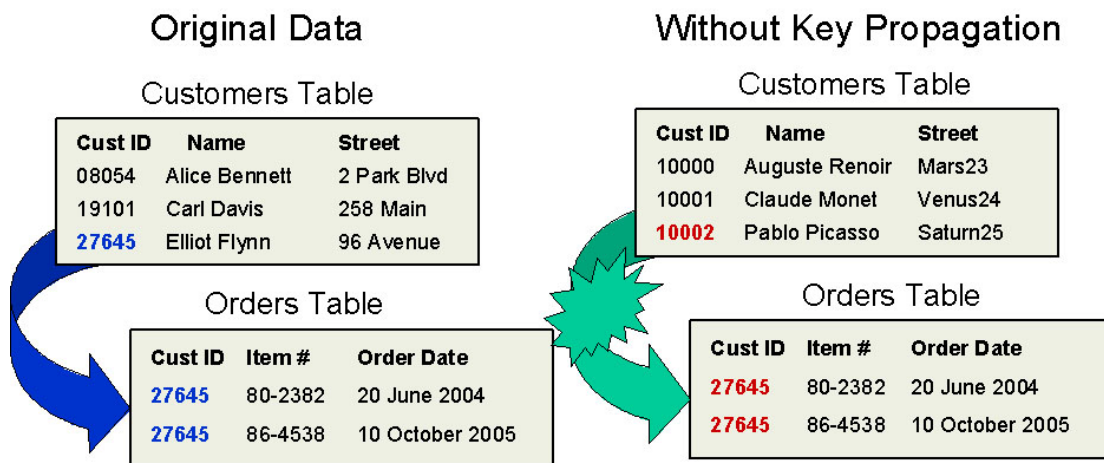 Original Data
Customers Table
Cust ID Name Street
08054 Alice Bennett 2 Park Blvd
19101 Carl Davis 258 Main
27645 Elliot Flynn 96 Avenue
Orders Table
Cust ID Item # Order Date
27645 80-2382 20 June 2004
27645 86-4538 10 October 2005
Without Key Propagation
Customers Table
Cust ID Name Street
10000 Auguste Renoir Mars23
10001 Claude Monet Venus24
10002 Pablo Picasso Saturn25
Orders Table
Cust ID Item # Order Date
27645 80-2382 20 June 2004
27645 86-4538 10 October 2005